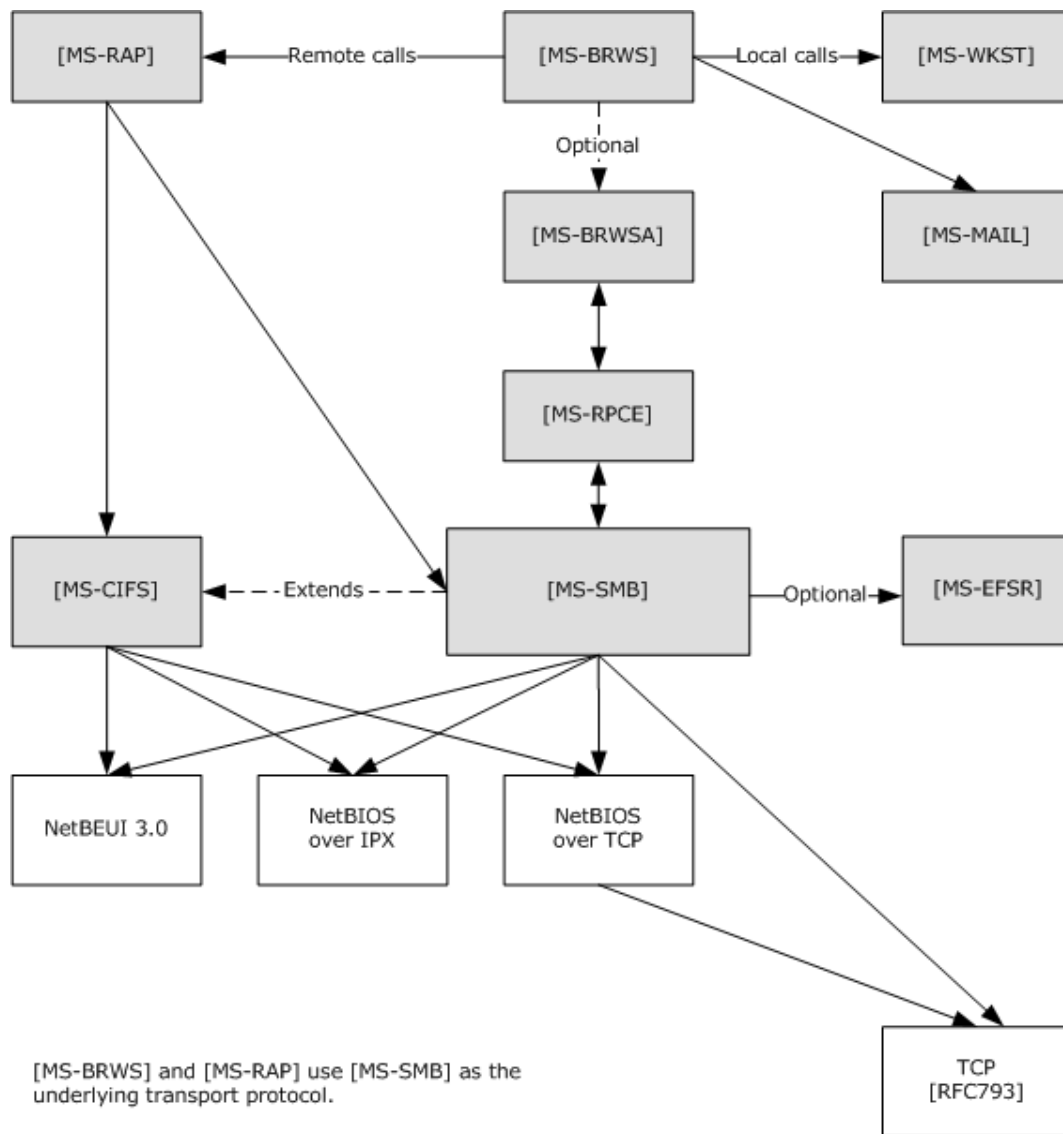 [MS-RAP]
Remote calls
[MS-BRWS]
Local calls
[MS-WKST]
Optional
[MS-BRWSA]
[MS-MAIL]
[MS-RPCE]
[MS-CIFS]
Extends
[MS-SMB]
Optional
[MS-EFSR]
NetBEUI 3.0
NetBIOS
over IPX
NetBIOS
over TCP
[MS-BRWS] and [MS-RAP] use [MS-SMB] as the
underlying transport protocol.
TCP
[RFC793]